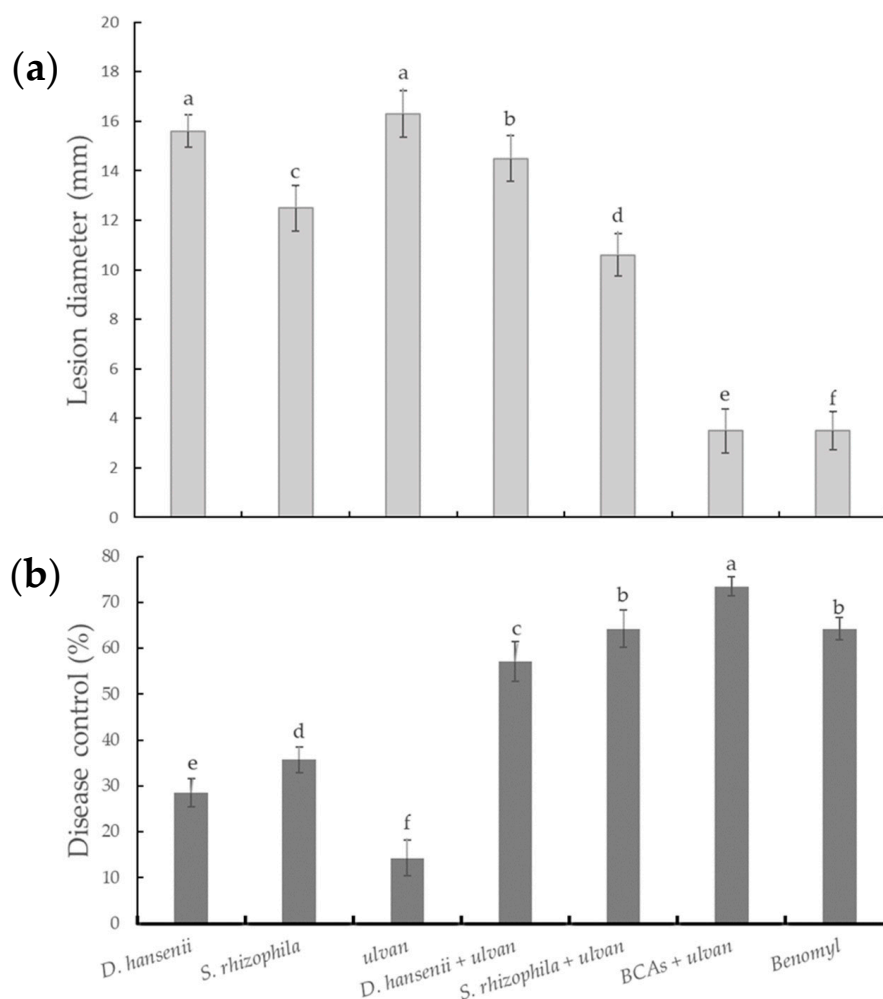 (a)
Lesion diameter (mm)
20
18
16
14
12
10
8
6
4
2
0
a
c
a
b
d
e
f
(b)
Disease control (%)
80
70
60
50
40
30
20
10
0
e
d
f
c
b
a
b
D. hansenii
S. rhizophila
ulvan
D. hansenii + ulvan
S. rhizophila + ulvan
BCAs + ulvan
Benomyl